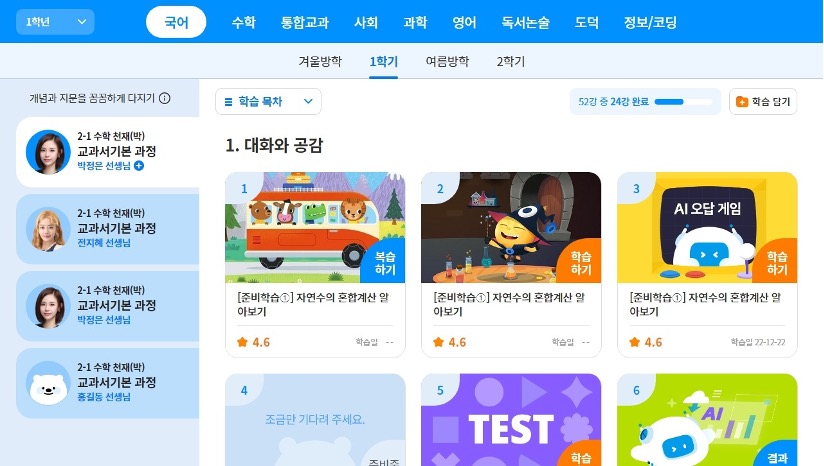 1학년
국어 수학 통합교과 사회 과학 영어 독서논술 도덕 정보/코딩
겨울방학 1학기 여름방학 2학기
개념과 지문을 꼼꼼하게 다지기
2-1 수학 천재(박)
교과서기본 과정
박정은 선생님
2-1 수학 천재(박)
교과서기본 과정
전지혜 선생님
2-1 수학 천재(박)
교과서기본 과정
박정은 선생님
2-1 수학 천재(박)
교과서기본 과정
홍길동 선생님
학습 목차
52강 중 24강 완료
학습 담기
1. 대화와 공감
1
복습
하기
[준비학습①] 자연수의 혼합계산 알
아보기
4.6 학습일 - -
2
학습
하기
[준비학습①] 자연수의 혼합계산 알
아보기
4.6 학습일 - -
3
AI 오답 게임
학습
하기
[준비학습①] 자연수의 혼합계산 알
아보기
4.6 학습일 22-12-22
4
조금만 기다려 주세요.
준비중
5
TEST
학습
6
AI
결과